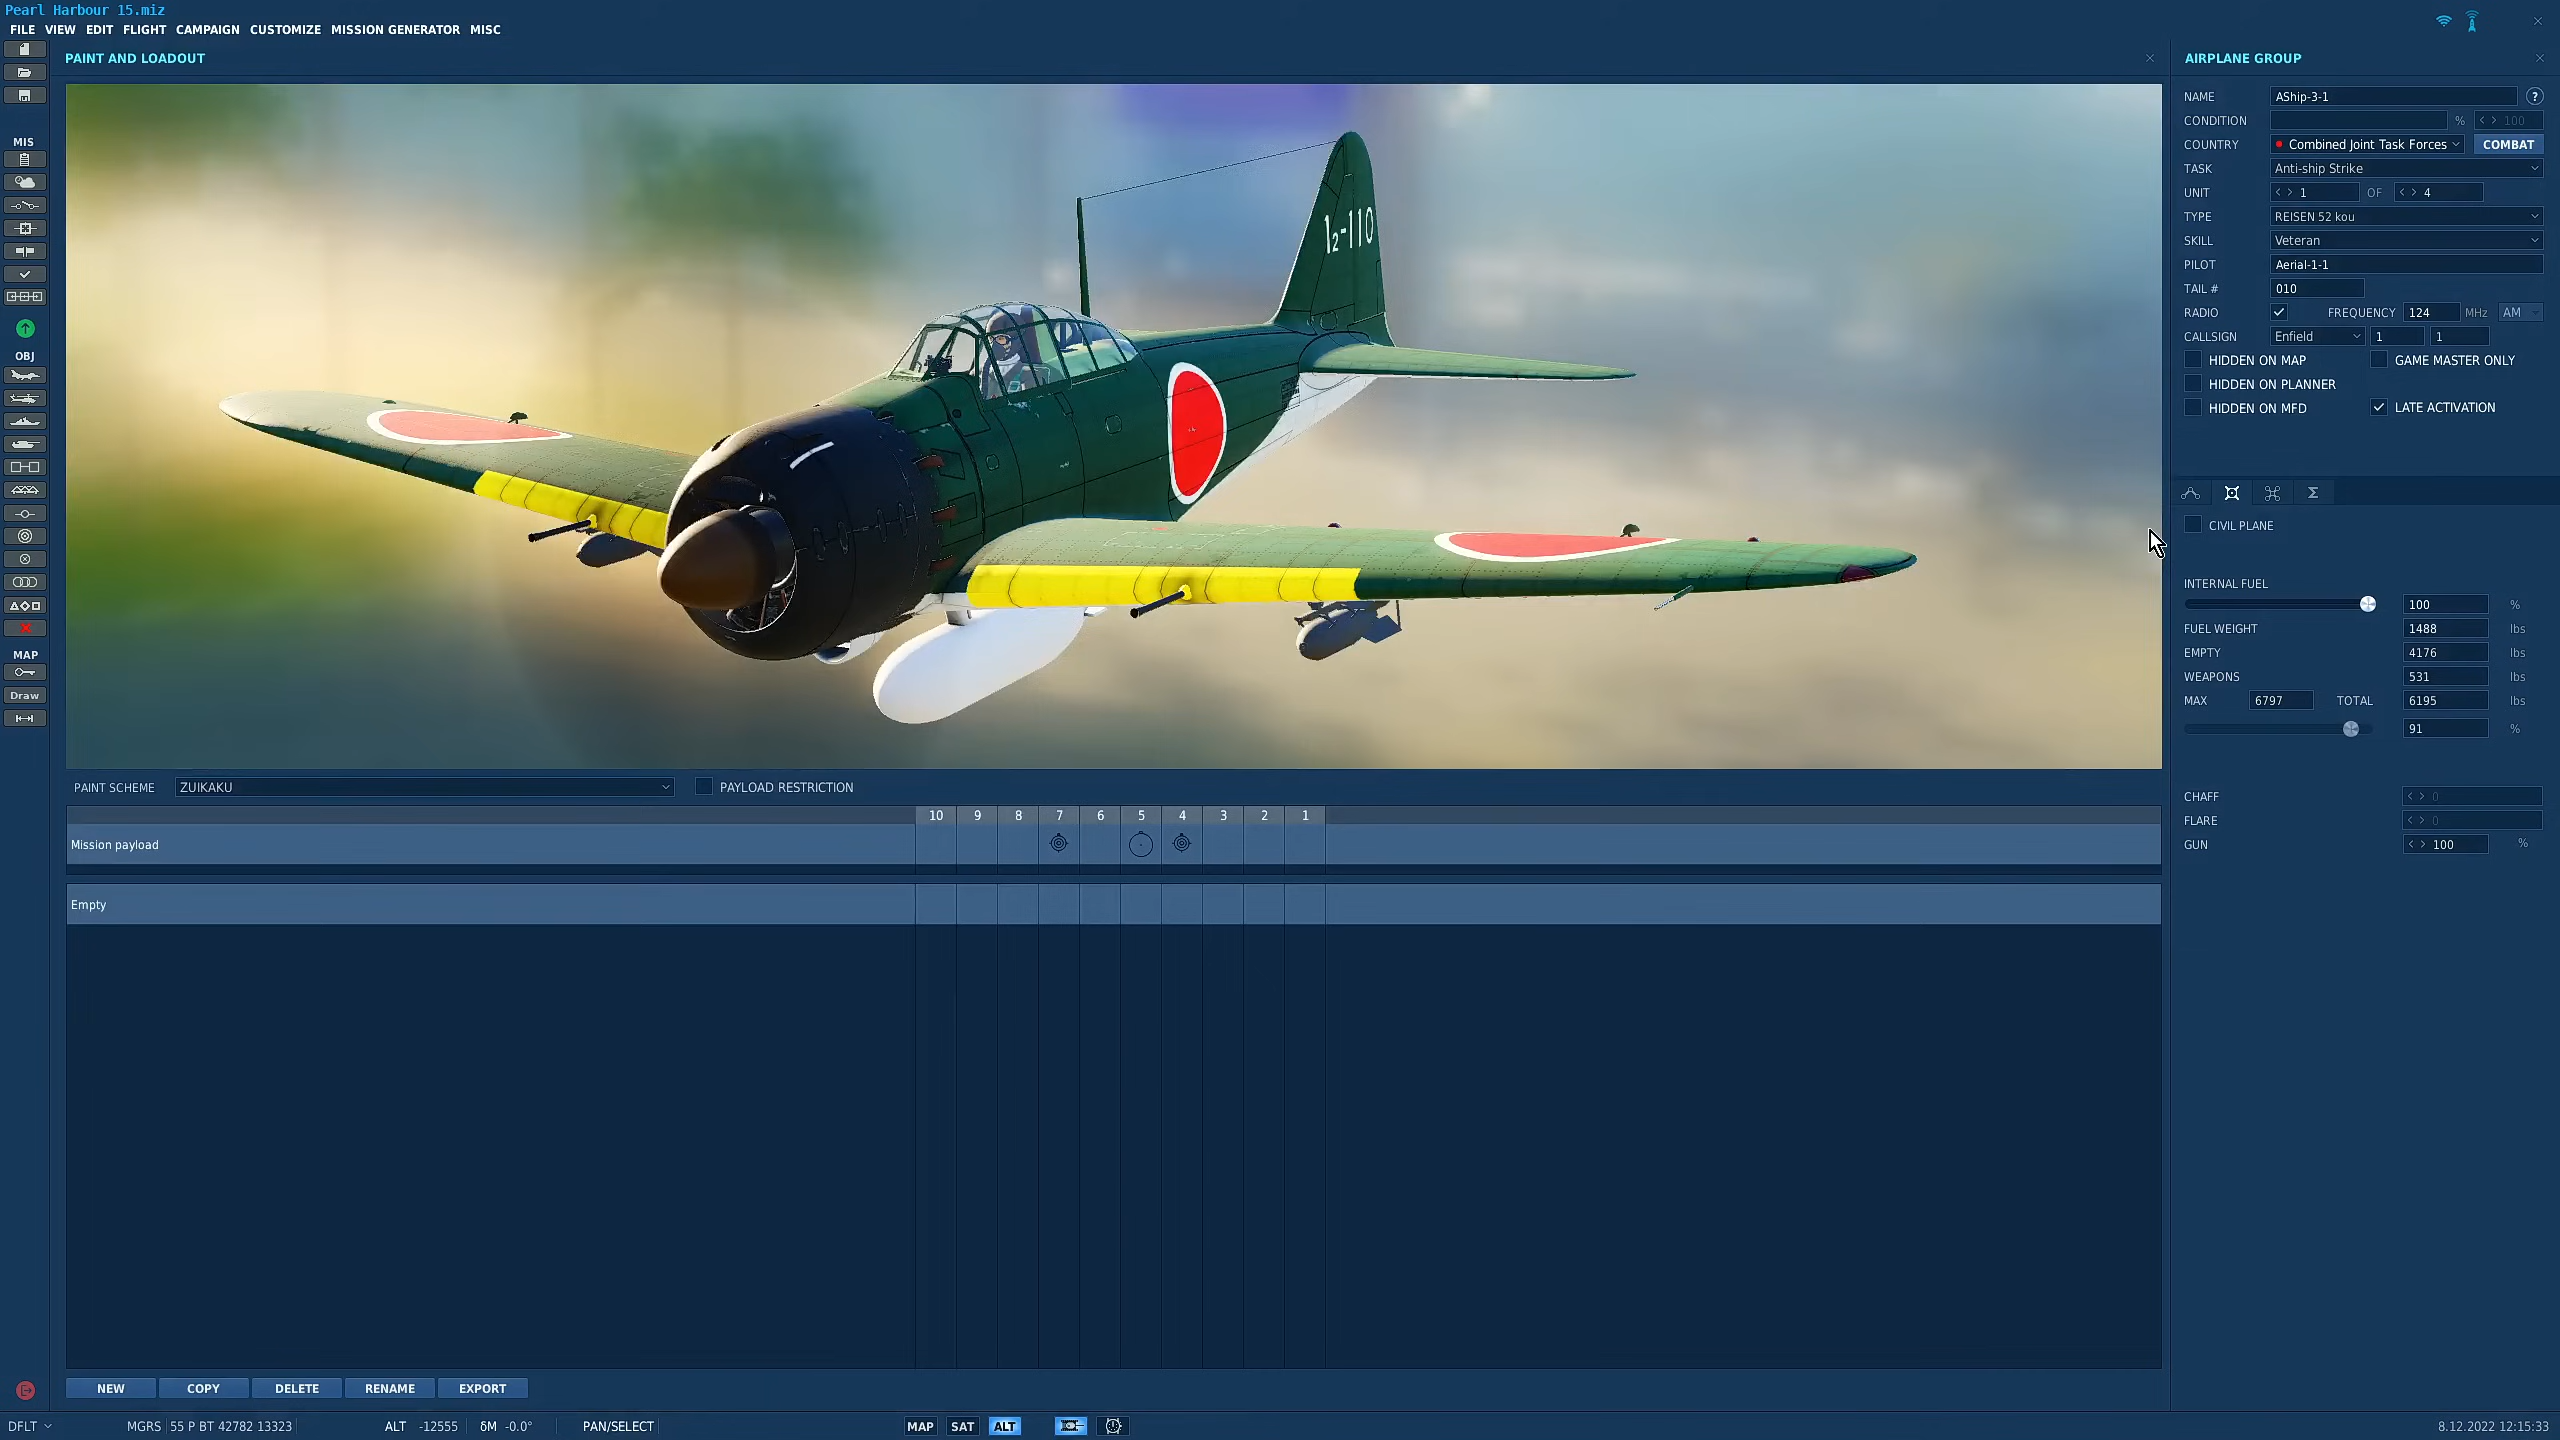 Pearl Harbour 15.miz
FILE VIEW EDIT FLIGHT CAMPAIGN CUSTOMIZE MISSION GENERATOR MISC
PAINT AND LOADOUT
MIS
OBJ
MAP
Draw
1₂-110
PAINT SCHEME ZUIKAKU PAYLOAD RESTRICTION
10 9 8 7 6 5 4 3 2 1
Mission payload
Empty
NEW COPY DELETE RENAME EXPORT
AIRPLANE GROUP
NAME AShip-3-1 ?
CONDITION % < > 100
COUNTRY Combined Joint Task Forces COMBAT
TASK Anti-ship Strike
UNIT < > 1 OF < > 4
TYPE REISEN 52 kou
SKILL Veteran
PILOT Aerial-1-1
TAIL # 010
RADIO FREQUENCY 124 MHz AM
CALLSIGN Enfield 1 1
HIDDEN ON MAP GAME MASTER ONLY
HIDDEN ON PLANNER
HIDDEN ON MFD LATE ACTIVATION
Σ
CIVIL PLANE
INTERNAL FUEL
100 %
FUEL WEIGHT 1488 lbs
EMPTY 4176 lbs
WEAPONS 531 lbs
MAX 6797 TOTAL 6195 lbs
91 %
CHAFF < > 0
FLARE < > 0
GUN < > 100 %
DFLT MGRS 55 P BT 42782 13323 ALT -12555 δM -0.0° PAN/SELECT MAP SAT ALT 8.12.2022 12:15:33